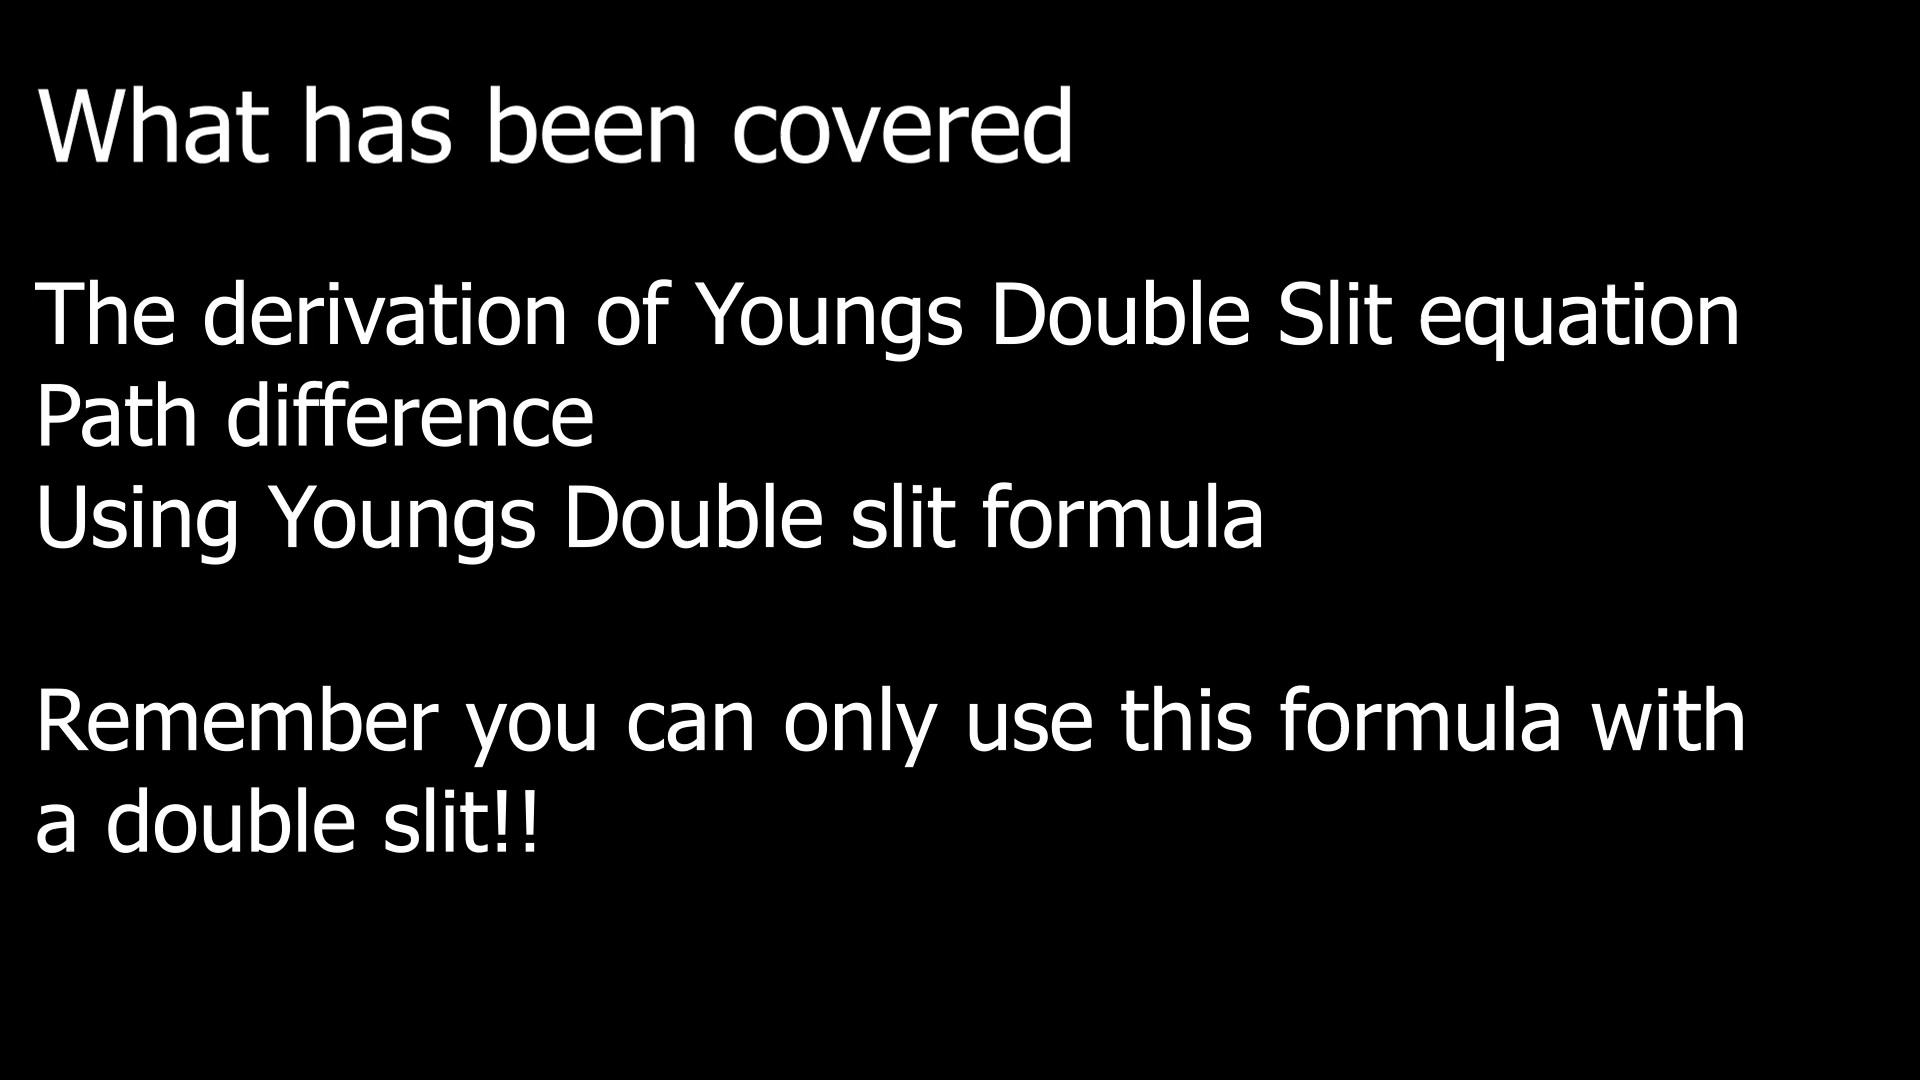 What has been covered
The derivation of Youngs Double Slit equation
Path difference
Using Youngs Double slit formula
Remember you can only use this formula with
a double slit!!